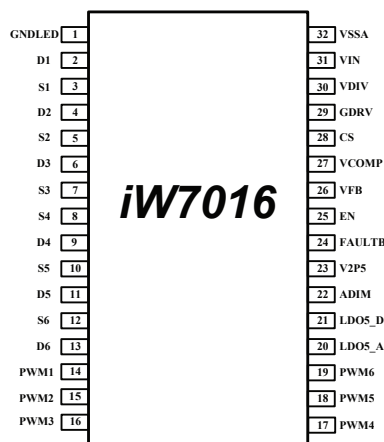 GNDLED 1
D1 2
S1 3
D2 4
S2 5
D3 6
S3 7
S4 8
D4 9
S5 10
D5 11
S6 12
D6 13
PWM1 14
PWM2 15
PWM3 16
iW7016
32 VSSA
31 VIN
30 VDIV
29 GDRV
28 CS
27 VCOMP
26 VFB
25 EN
24 FAULTB
23 V2P5
22 ADIM
21 LDO5_D
20 LDO5_A
19 PWM6
18 PWM5
17 PWM4